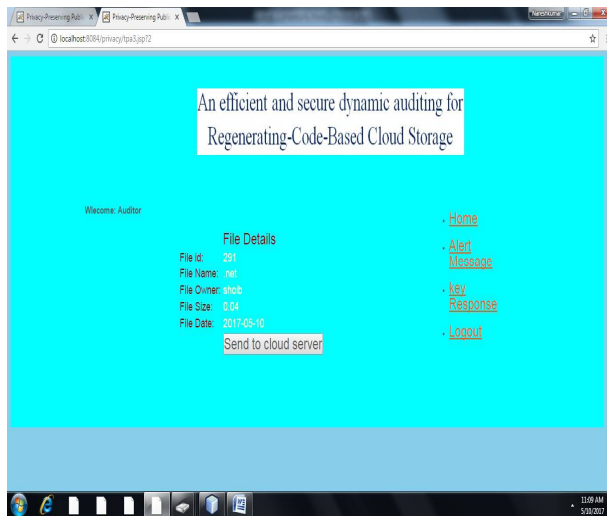 Privacy-Preserving Public
Privacy-Preserving Public
Nareshkumar
localhost:8084/privacy/tpa3.jsp?2
An efficient and secure dynamic auditing for
Regenerating-Code-Based Cloud Storage
Wlecome: Auditor
File Details
File id: 291
File Name: .net
File Owner: shoib
File Size: 0.04
File Date: 2017-05-10
Send to cloud server
Home
Alert
Message
key
Response
Logout
11:09 AM
5/10/2017